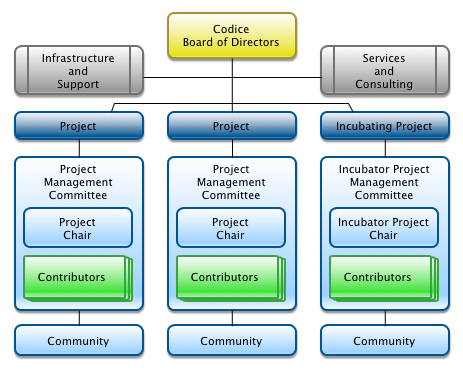 Codice
Board of Directors
Infrastructure
and
Support
Services
and
Consulting
Project
Project
Incubating Project
Project
Management
Committee
Project
Chair
Contributors
Project
Management
Committee
Project
Chair
Contributors
Incubator Project
Management
Committee
Incubator Project
Chair
Contributors
Community
Community
Community